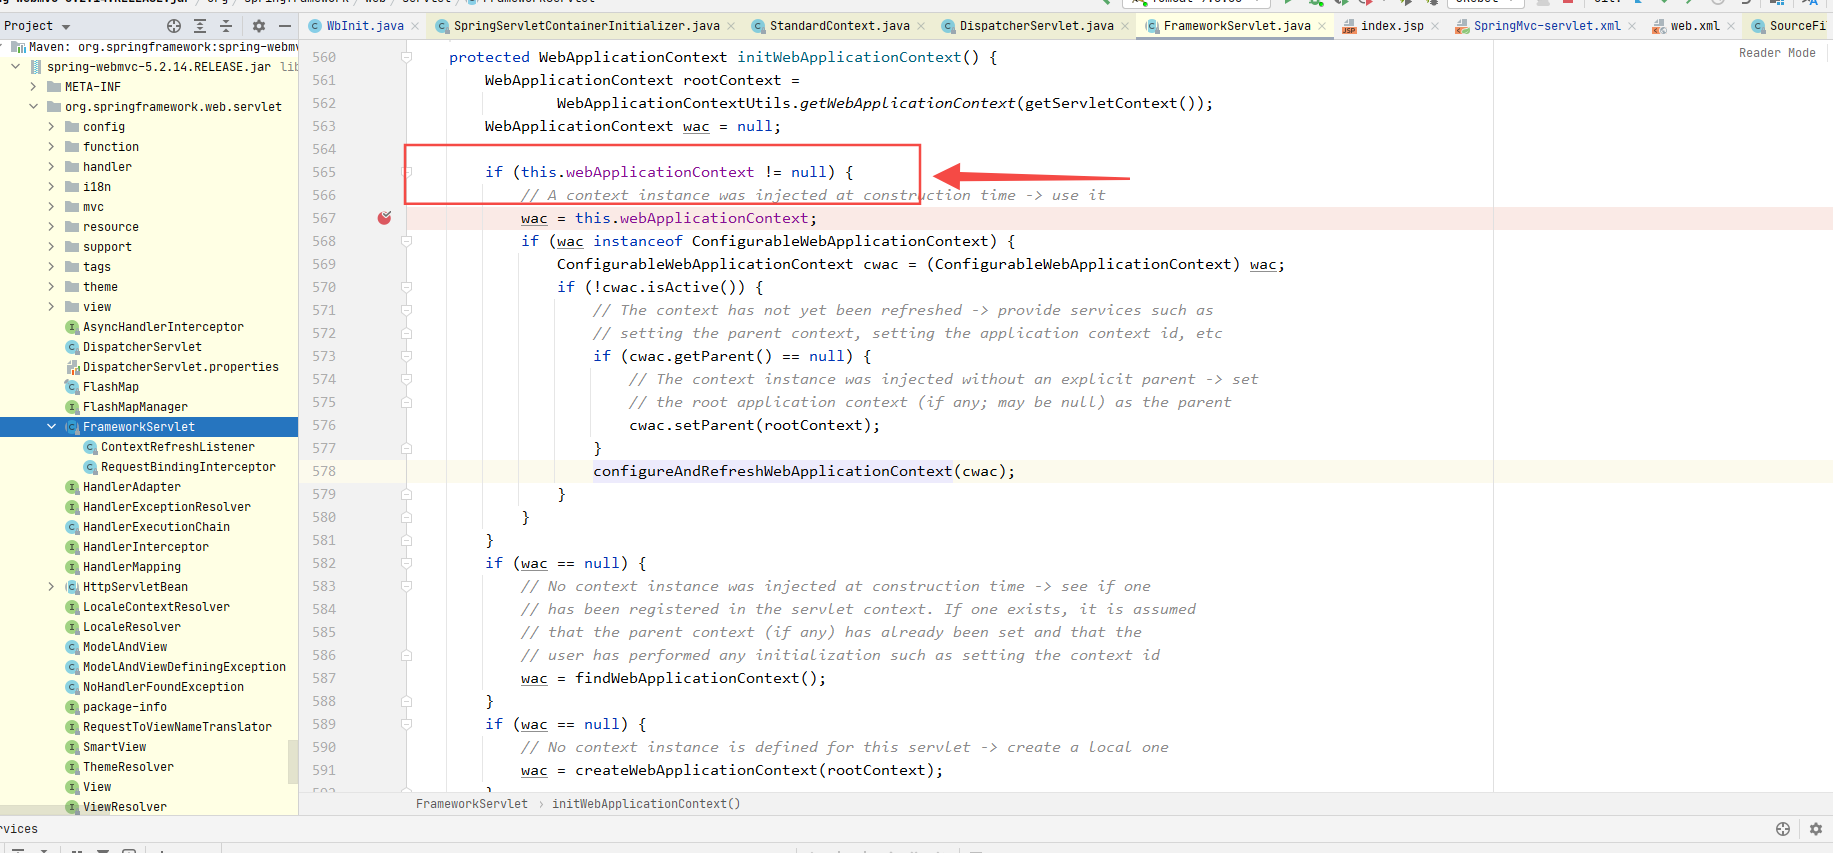 Project
WbInit.java
SpringServletContainerInitializer.java
StandardContext.java
DispatcherServlet.java
FrameworkServlet.java
index.jsp
SpringMvc-servlet.xml
web.xml
SourceFi
Reader Mode
Maven: org.springframework:spring-webmv
spring-webmvc-5.2.14.RELEASE.jar
META-INF
org.springframework.web.servlet
config
function
handler
i18n
mvc
resource
support
tags
theme
view
AsyncHandlerInterceptor
DispatcherServlet
DispatcherServlet.properties
FlashMap
FlashMapManager
FrameworkServlet
ContextRefreshListener
RequestBindingInterceptor
HandlerAdapter
HandlerExceptionResolver
HandlerExecutionChain
HandlerInterceptor
HandlerMapping
HttpServletBean
LocaleContextResolver
LocaleResolver
ModelAndView
ModelAndViewDefiningException
NoHandlerFoundException
package-info
RequestToViewNameTranslator
SmartView
ThemeResolver
View
ViewResolver
560 protected WebApplicationContext initWebApplicationContext() {
561 WebApplicationContext rootContext =
562 WebApplicationContextUtils.getWebApplicationContext(getServletContext());
563 WebApplicationContext wac = null;
564
565 if (this.webApplicationContext != null) {
566 // A context instance was injected at construction time -> use it
567 wac = this.webApplicationContext;
568 if (wac instanceof ConfigurableWebApplicationContext) {
569 ConfigurableWebApplicationContext cwac = (ConfigurableWebApplicationContext) wac;
570 if (!cwac.isActive()) {
571 // The context has not yet been refreshed -> provide services such as
572 // setting the parent context, setting the application context id, etc
573 if (cwac.getParent() == null) {
574 // The context instance was injected without an explicit parent -> set
575 // the root application context (if any; may be null) as the parent
576 cwac.setParent(rootContext);
577 }
578 configureAndRefreshWebApplicationContext(cwac);
579 }
580 }
581 }
582 if (wac == null) {
583 // No context instance was injected at construction time -> see if one
584 // has been registered in the servlet context. If one exists, it is assumed
585 // that the parent context (if any) has already been set and that the
586 // user has performed any initialization such as setting the context id
587 wac = findWebApplicationContext();
588 }
589 if (wac == null) {
590 // No context instance is defined for this servlet -> create a local one
591 wac = createWebApplicationContext(rootContext);
FrameworkServlet › initWebApplicationContext()
rvices